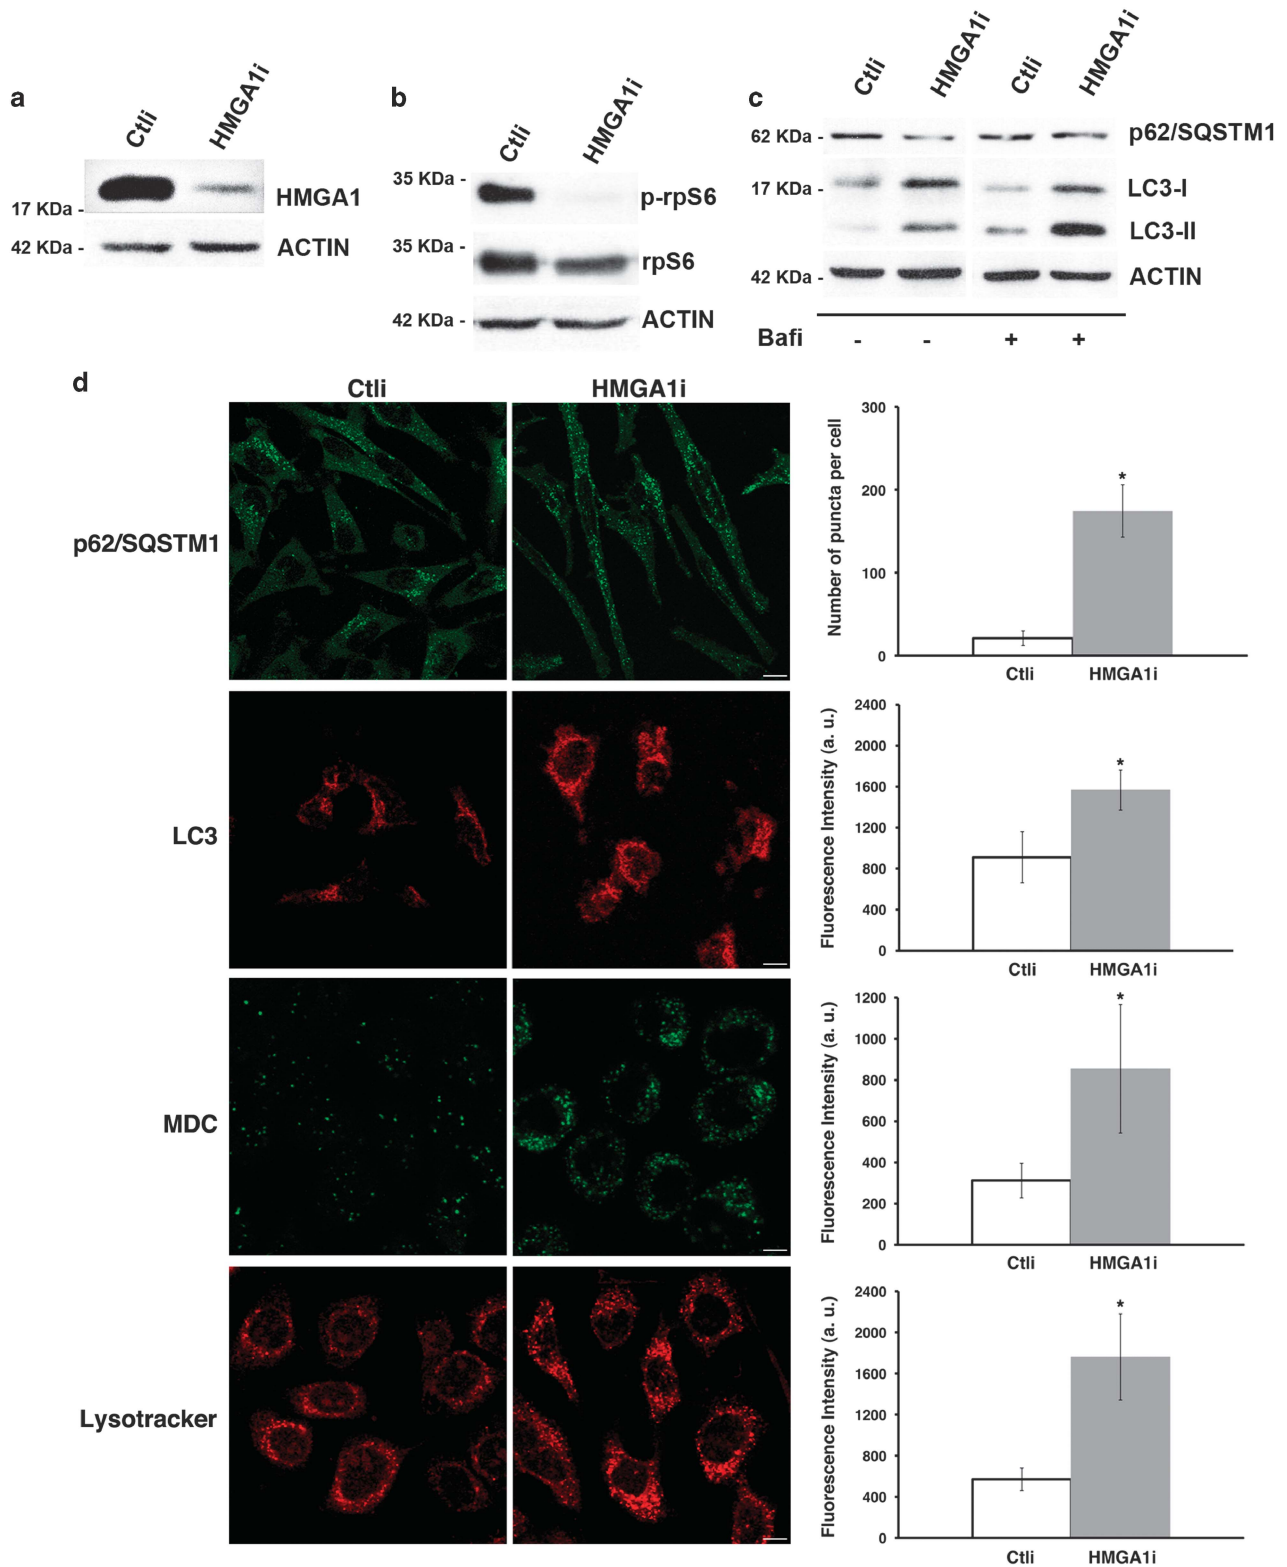 a
Ctli
HMGA1i
17 KDa -
HMGA1
42 KDa -
ACTIN
b
Ctli
HMGA1i
35 KDa -
p-rpS6
35 KDa -
rpS6
42 KDa -
ACTIN
c
Ctli
HMGA1i
Ctli
HMGA1i
62 KDa -
p62/SQSTM1
17 KDa -
LC3-I
LC3-II
42 KDa -
ACTIN
Bafi - - + +
d
Ctli
HMGA1i
p62/SQSTM1
Number of puncta per cell
300
200
100
0
*
Ctli
HMGA1i
LC3
Fluorescence Intensity (a. u.)
2400
2000
1600
1200
800
400
0
*
Ctli
HMGA1i
MDC
Fluorescence Intensity (a. u.)
1200
1000
800
600
400
200
0
*
Ctli
HMGA1i
Lysotracker
Fluorescence Intensity (a. u.)
2400
2000
1600
1200
800
400
0
*
Ctli
HMGA1i